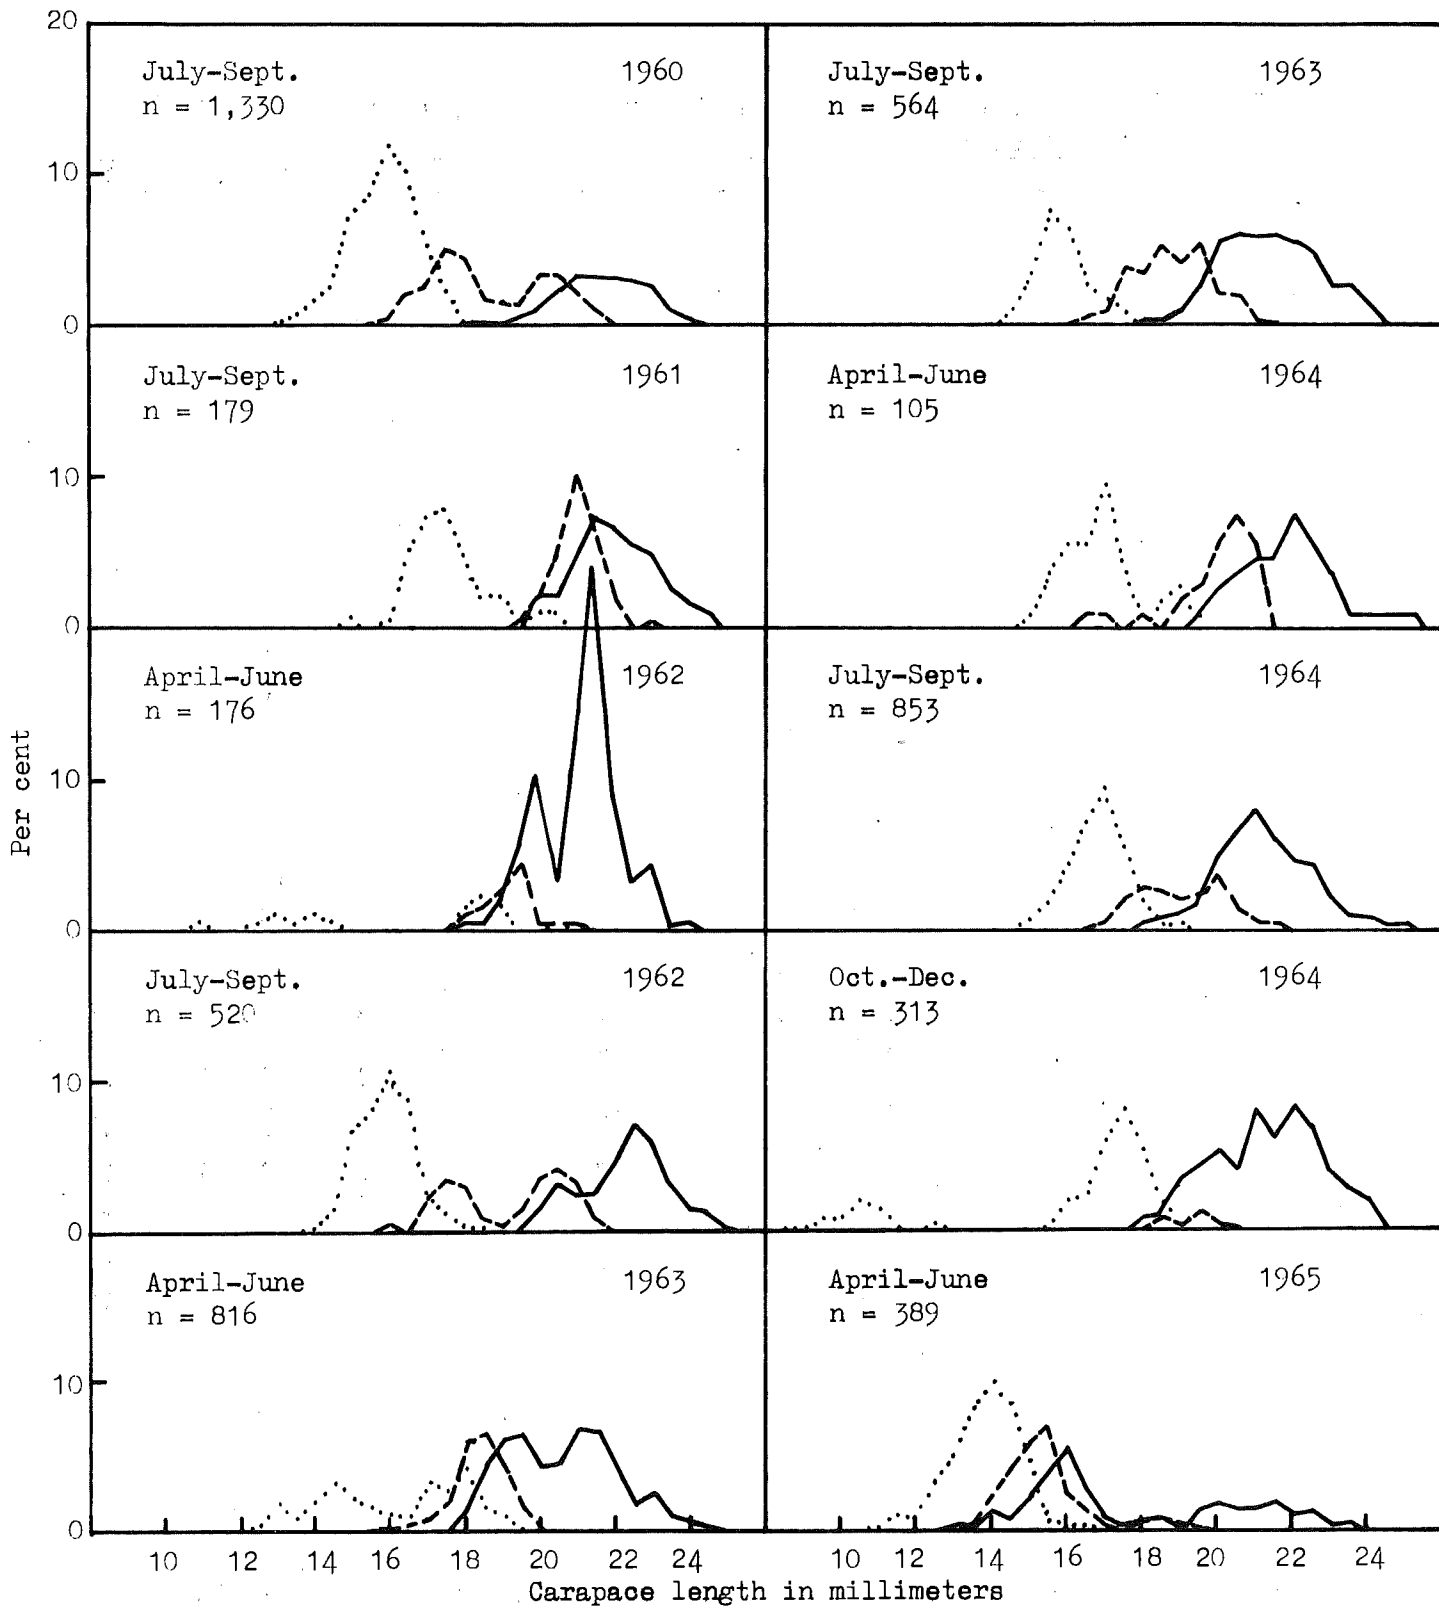 20
July-Sept. 1960
n = 1,330
10
0
July-Sept. 1963
n = 564
July-Sept. 1961
n = 179
10
0
April-June 1964
n = 105
April-June 1962
n = 176
10
0
July-Sept. 1964
n = 853
July-Sept. 1962
n = 520
10
0
Oct.-Dec. 1964
n = 313
April-June 1963
n = 816
10
0
April-June 1965
n = 389
Per cent
10 12 14 16 18 20 22 24 10 12 14 16 18 20 22 24
Carapace length in millimeters